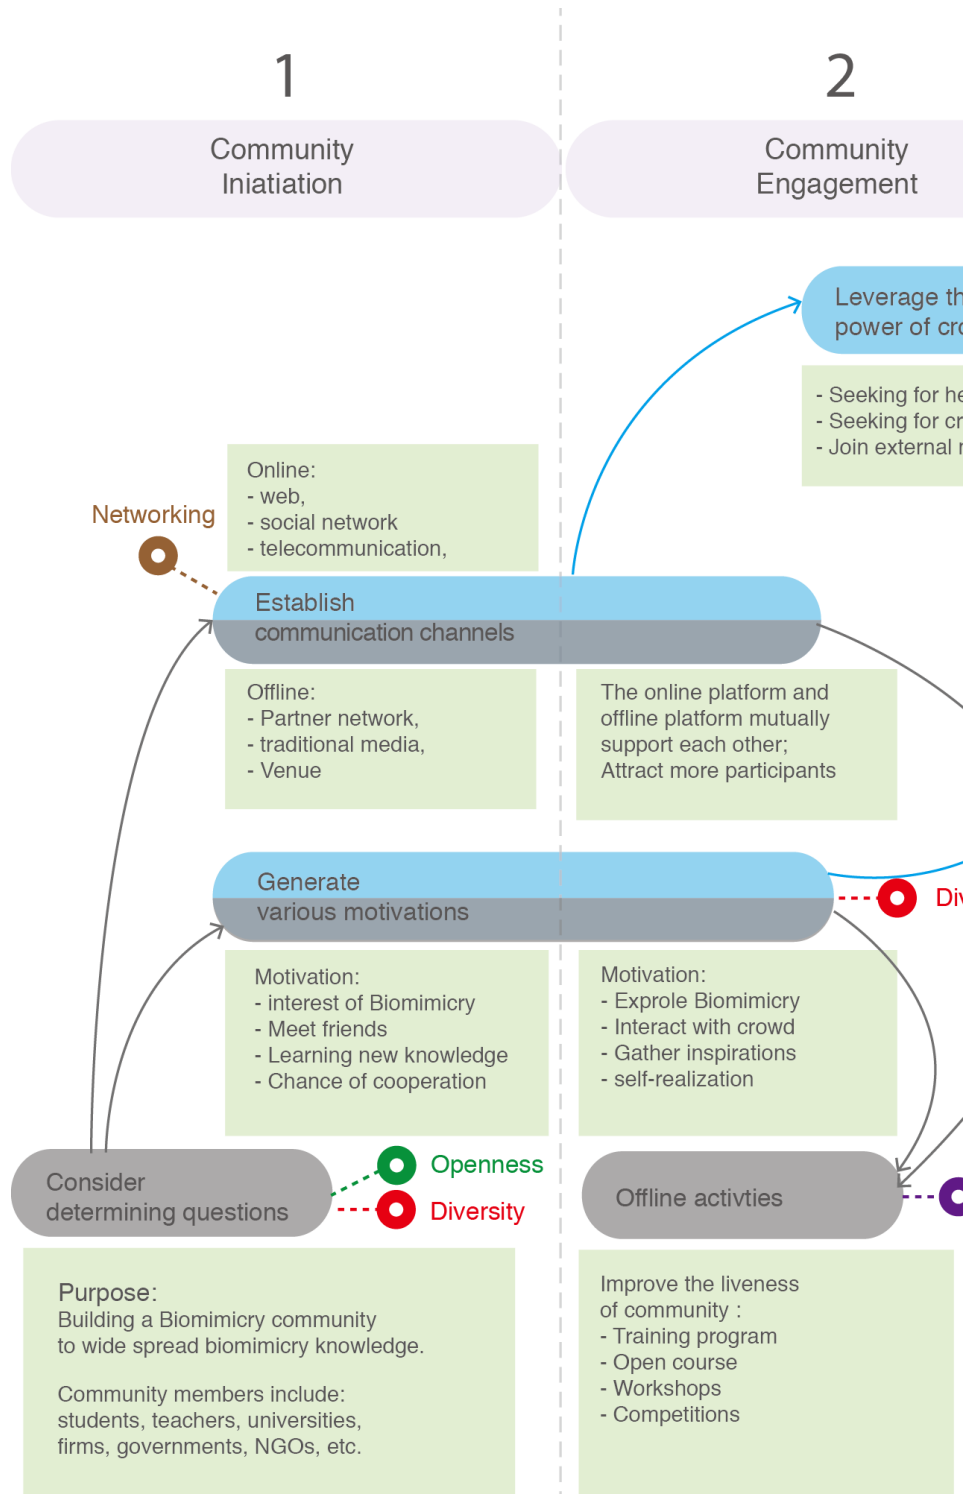 1
Community
Iniatiation
2
Community
Engagement
Leverage th
power of cro
- Seeking for he
- Seeking for cr
- Join external
Online:
- web,
- social network
- telecommunication,
Networking
Establish
communication channels
Offline:
- Partner network,
- traditional media,
- Venue
The online platform and
offline platform mutually
support each other;
Attract more participants
Generate
various motivations
Div
Motivation:
- interest of Biomimicry
- Meet friends
- Learning new knowledge
- Chance of cooperation
Motivation:
- Exprole Biomimicry
- Interact with crowd
- Gather inspirations
- self-realization
Consider
determining questions
Openness
Diversity
Offline activties
Purpose:
Building a Biomimicry community
to wide spread biomimicry knowledge.
Community members include:
students, teachers, universities,
firms, governments, NGOs, etc.
Improve the liveness
of community :
- Training program
- Open course
- Workshops
- Competitions